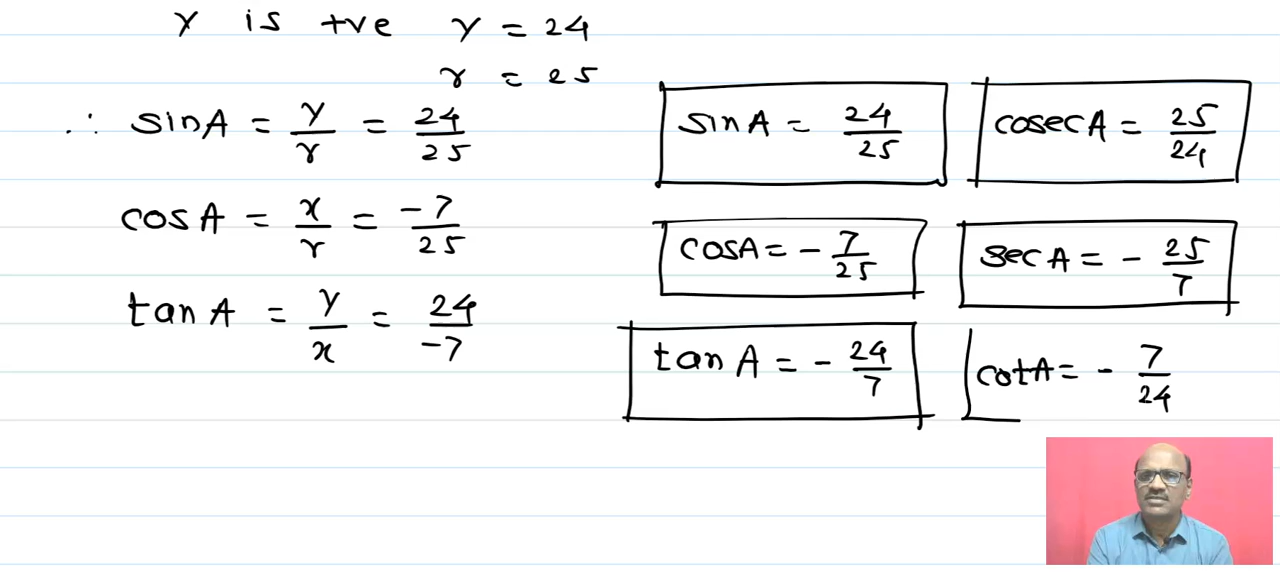 y is +ve y = 24
r = 25
∴ sinA = y/r = 24/25
cosA = x/r = -7/25
tanA = y/x = 24/-7
sinA = 24/25
cosecA = 25/24
cosA = - 7/25
secA = - 25/7
tanA = - 24/7
cotA = - 7/24